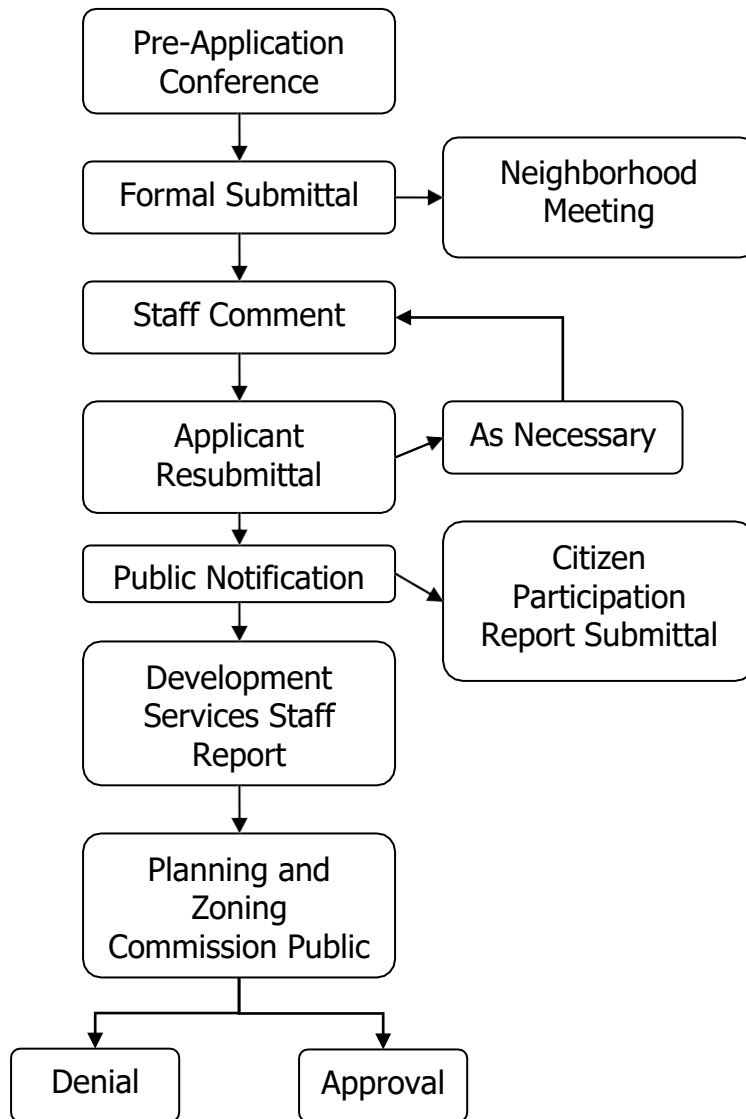 Pre-Application
Conference
Formal Submittal
Neighborhood
Meeting
Staff Comment
Applicant
Resubmittal
As Necessary
Public Notification
Citizen
Participation
Report Submittal
Development
Services Staff
Report
Planning and
Zoning
Commission Public
Denial
Approval